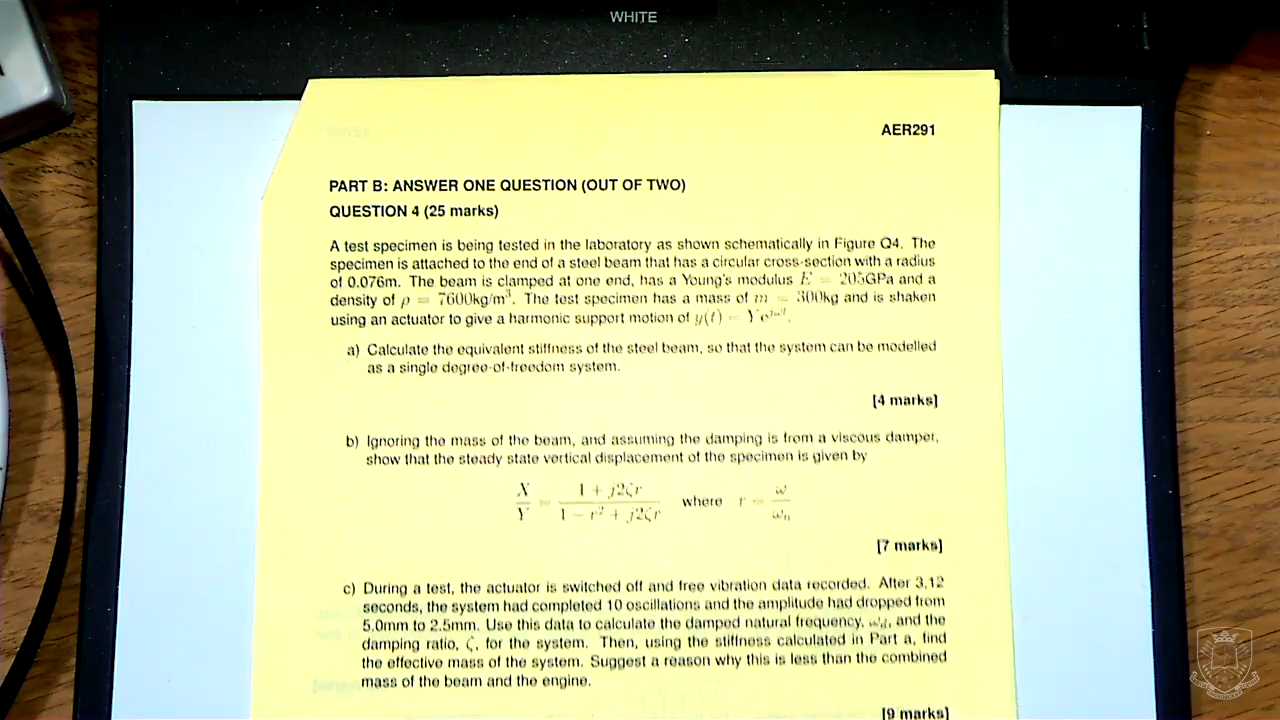 WHITE
AER291
PART B: ANSWER ONE QUESTION (OUT OF TWO)
QUESTION 4 (25 marks)
A test specimen is being tested in the laboratory as shown schematically in Figure Q4. The
specimen is attached to the end of a steel beam that has a circular cross-section with a radius
of 0.076m. The beam is clamped at one end, has a Young's modulus E = 205GPa and a
density of ρ = 7600kg/m³. The test specimen has a mass of m = 300kg and is shaken
using an actuator to give a harmonic support motion of y(t) = Ye^{jωt}.
a) Calculate the equivalent stiffness of the steel beam, so that the system can be modelled
as a single degree-of-freedom system.
[4 marks]
b) Ignoring the mass of the beam, and assuming the damping is from a viscous damper,
show that the steady state vertical displacement of the specimen is given by
X/Y = (1 + j2ζr)/(1 − r² + j2ζr) where r = ω/ωₙ
[7 marks]
c) During a test, the actuator is switched off and free vibration data recorded. After 3.12
seconds, the system had completed 10 oscillations and the amplitude had dropped from
5.0mm to 2.5mm. Use this data to calculate the damped natural frequency, ω_d, and the
damping ratio, ζ, for the system. Then, using the stiffness calculated in Part a, find
the effective mass of the system. Suggest a reason why this is less than the combined
mass of the beam and the engine.
[9 marks]